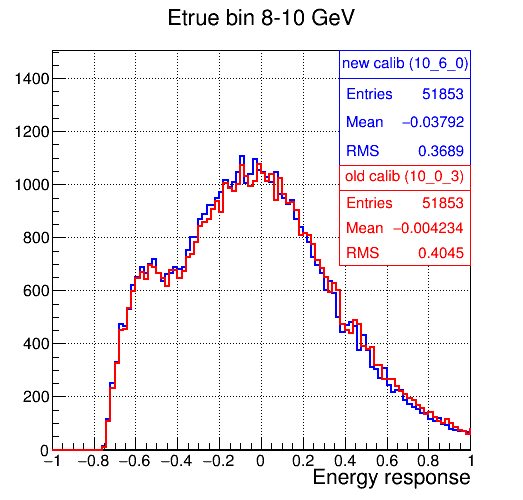 Etrue bin 8-10 GeV
new calib (10_6_0)
Entries 51853
Mean −0.03792
RMS 0.3689
old calib (10_0_3)
Entries 51853
Mean −0.004234
RMS 0.4045
1400
1200
1000
800
600
400
200
0
−1 −0.8 −0.6 −0.4 −0.2 0 0.2 0.4 0.6 0.8 1
Energy response